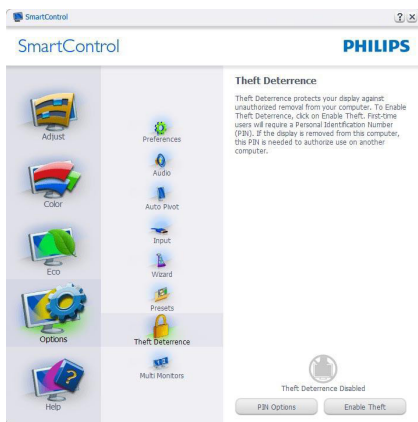 SmartControl
SmartControl
PHILIPS
Adjust
Color
Eco
Options
Help
Preferences
Audio
Auto Pivot
Input
Wizard
Presets
Theft Deterrence
Multi Monitors
Theft Deterrence
Theft Deterrence protects your display against
unauthorized removal from your computer. To Enable
Theft Deterrence, click on Enable Theft. First-time
users will require a Personal Identification Number
(PIN). If the display is removed from this computer,
this PIN is needed to authorize use on another
computer.
Theft Deterrence Disabled
PIN Options
Enable Theft